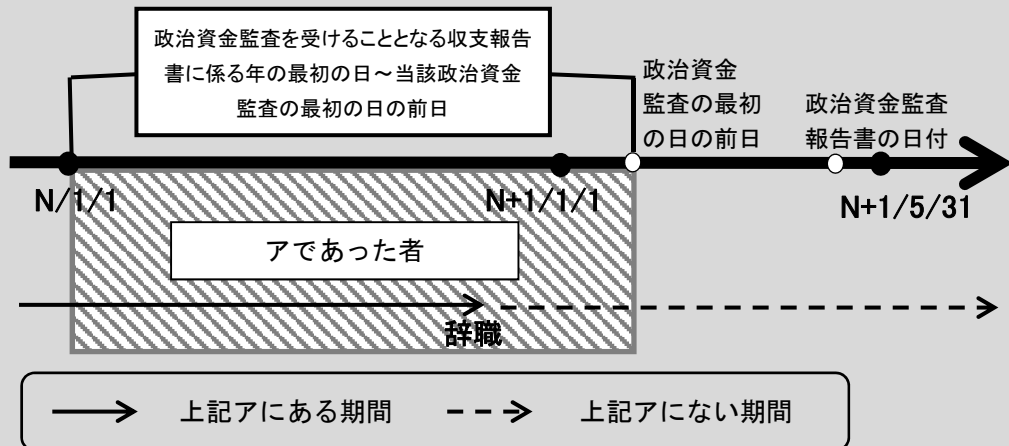 政治資金監査を受けることとなる収支報告
書に係る年の最初の日～当該政治資金
監査の最初の日の前日
政治資金
監査の最初
の日の前日
政治資金監査
報告書の日付
N/1/1
N+1/1/1
N+1/5/31
アであった者
辞職
上記アにある期間
上記アにない期間